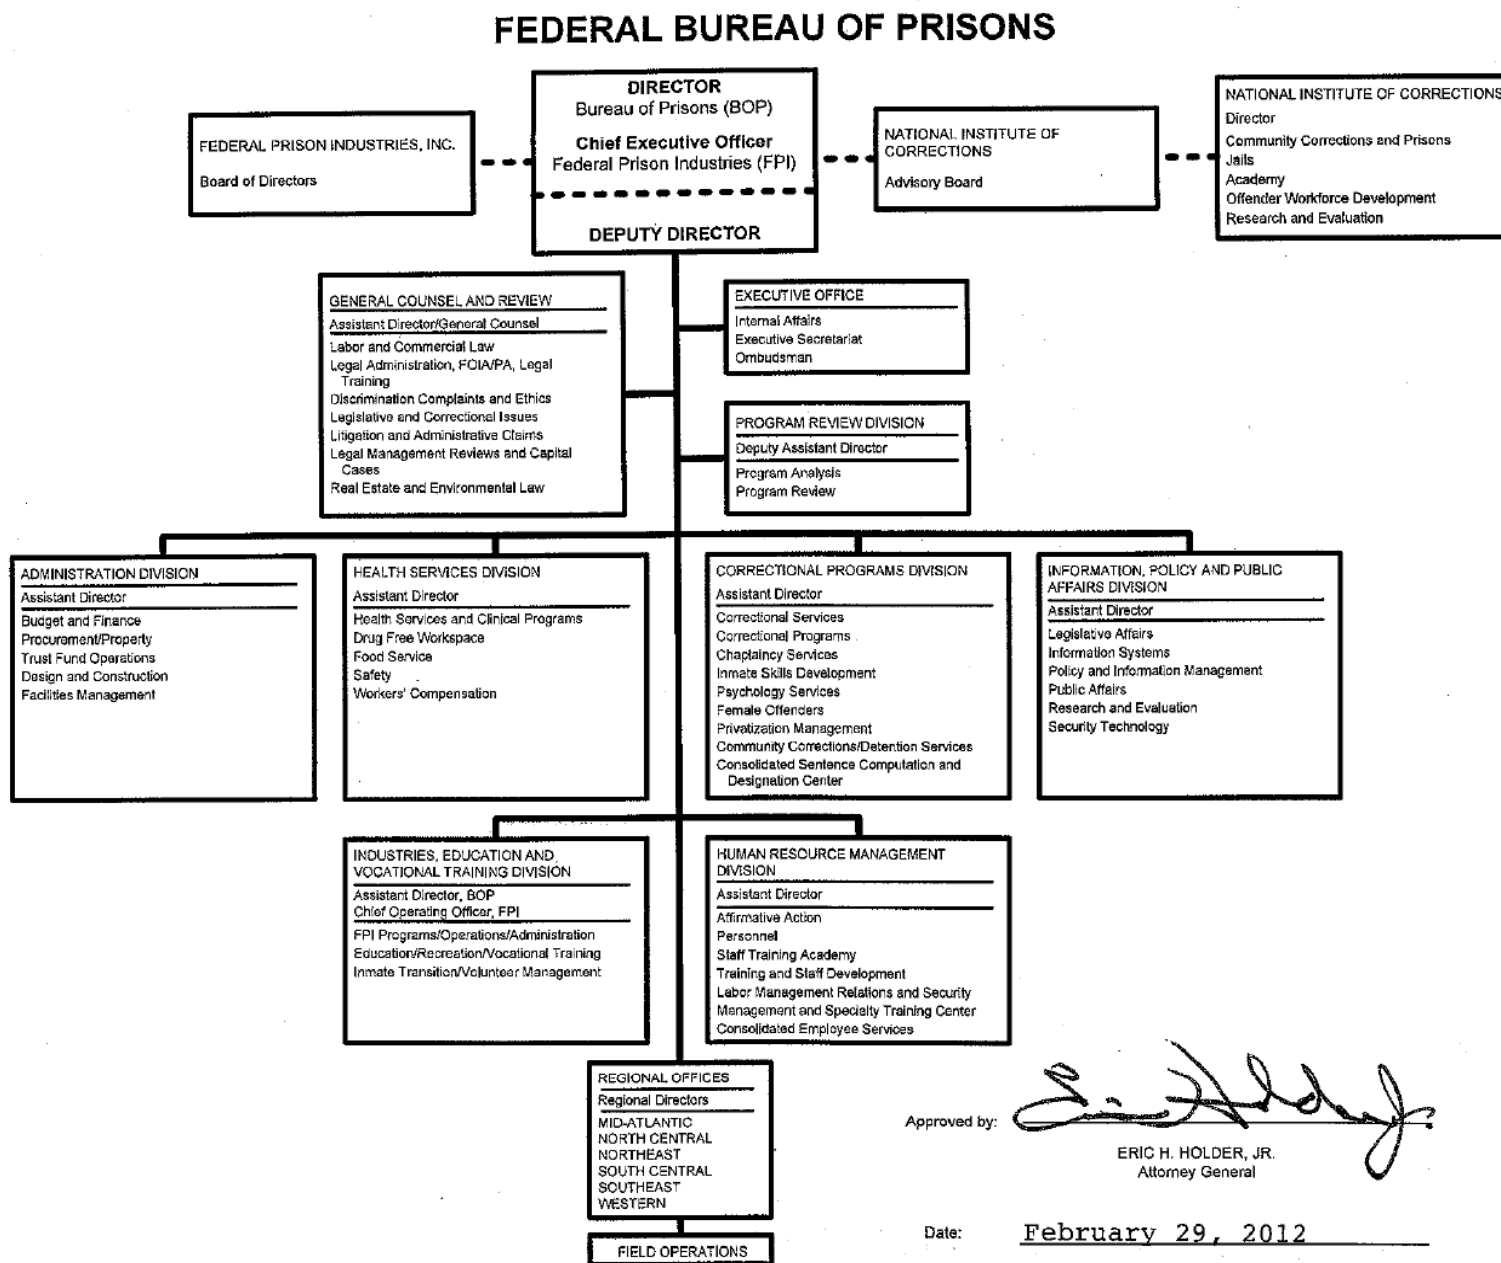 FEDERAL BUREAU OF PRISONS
FEDERAL PRISON INDUSTRIES, INC.
Board of Directors
DIRECTOR
Bureau of Prisons (BOP)
Chief Executive Officer
Federal Prison Industries (FPI)
DEPUTY DIRECTOR
NATIONAL INSTITUTE OF
CORRECTIONS
Advisory Board
NATIONAL INSTITUTE OF CORRECTIONS
Director
Community Corrections and Prisons
Jails
Academy
Offender Workforce Development
Research and Evaluation
GENERAL COUNSEL AND REVIEW
Assistant Director/General Counsel
Labor and Commercial Law
Legal Administration, FOIA/PA, Legal
Training
Discrimination Complaints and Ethics
Legislative and Correctional Issues
Litigation and Administrative Claims
Legal Management Reviews and Capital
Cases
Real Estate and Environmental Law
EXECUTIVE OFFICE
Internal Affairs
Executive Secretariat
Ombudsman
PROGRAM REVIEW DIVISION
Deputy Assistant Director
Program Analysis
Program Review
ADMINISTRATION DIVISION
Assistant Director
Budget and Finance
Procurement/Property
Trust Fund Operations
Design and Construction
Facilities Management
HEALTH SERVICES DIVISION
Assistant Director
Health Services and Clinical Programs
Drug Free Workspace
Food Service
Safety
Workers' Compensation
CORRECTIONAL PROGRAMS DIVISION
Assistant Director
Correctional Services
Correctional Programs
Chaplaincy Services
Inmate Skills Development
Psychology Services
Female Offenders
Privatization Management
Community Corrections/Detention Services
Consolidated Sentence Computation and
Designation Center
INFORMATION, POLICY AND PUBLIC
AFFAIRS DIVISION
Assistant Director
Legislative Affairs
Information Systems
Policy and Information Management
Public Affairs
Research and Evaluation
Security Technology
INDUSTRIES, EDUCATION AND
VOCATIONAL TRAINING DIVISION
Assistant Director, BOP
Chief Operating Officer, FPI
FPI Programs/Operations/Administration
Education/Recreation/Vocational Training
Inmate Transition/Volunteer Management
HUMAN RESOURCE MANAGEMENT
DIVISION
Assistant Director
Affirmative Action
Personnel
Staff Training Academy
Training and Staff Development
Labor Management Relations and Security
Management and Specialty Training Center
Consolidated Employee Services
REGIONAL OFFICES
Regional Directors
MID-ATLANTIC
NORTH CENTRAL
NORTHEAST
SOUTH CENTRAL
SOUTHEAST
WESTERN
FIELD OPERATIONS
Approved by:
Eric Holder Jr
ERIC H. HOLDER, JR.
Attorney General
Date: February 29, 2012